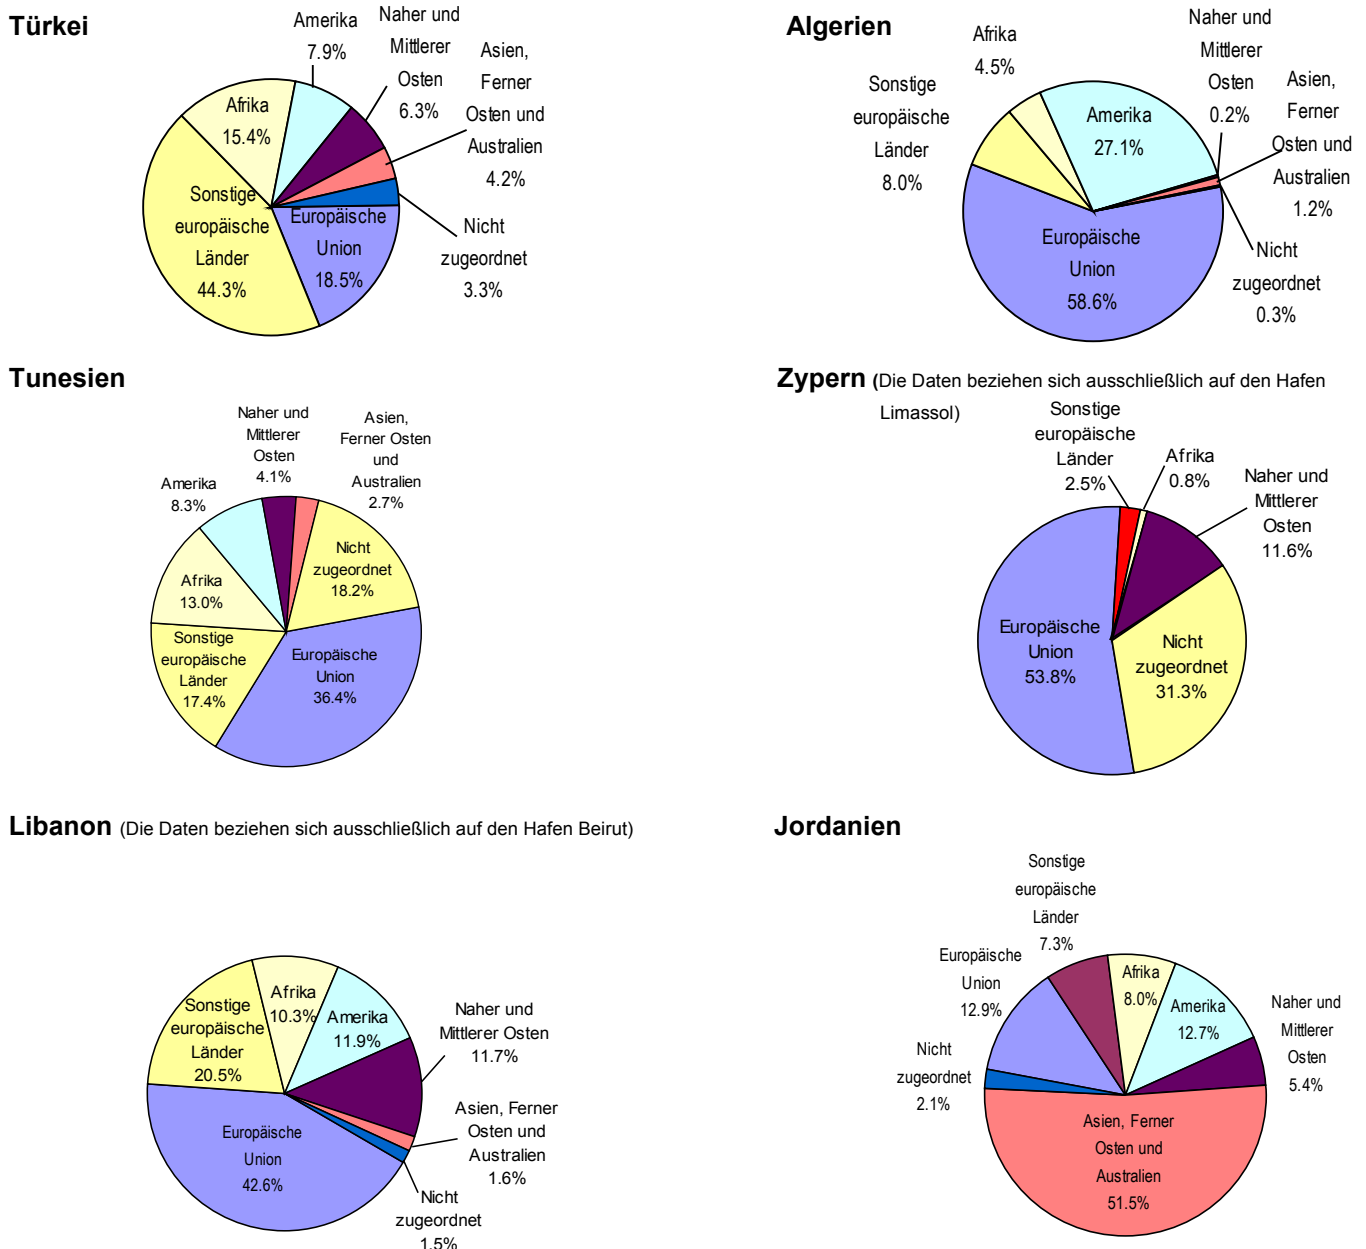 Türkei
Amerika
7.9%
Naher und
Mittlerer
Osten
6.3%
Asien,
Ferner
Osten und
Australien
4.2%
Afrika
15.4%
Sonstige
europäische
Länder
44.3%
Europäische
Union
18.5%
Nicht
zugeordnet
3.3%
Algerien
Afrika
4.5%
Naher und
Mittlerer
Osten
0.2%
Asien,
Ferner
Osten und
Australien
1.2%
Sonstige
europäische
Länder
8.0%
Amerika
27.1%
Europäische
Union
58.6%
Nicht
zugeordnet
0.3%
Tunesien
Naher und
Mittlerer
Osten
4.1%
Asien,
Ferner Osten
und
Australien
2.7%
Amerika
8.3%
Nicht
zugeordnet
18.2%
Afrika
13.0%
Sonstige
europäische
Länder
17.4%
Europäische
Union
36.4%
Zypern (Die Daten beziehen sich ausschließlich auf den Hafen
Limassol)
Sonstige
europäische
Länder
2.5%
Afrika
0.8%
Naher und
Mittlerer
Osten
11.6%
Europäische
Union
53.8%
Nicht
zugeordnet
31.3%
Libanon (Die Daten beziehen sich ausschließlich auf den Hafen Beirut)
Sonstige
europäische
Länder
20.5%
Afrika
10.3%
Amerika
11.9%
Naher und
Mittlerer Osten
11.7%
Asien, Ferner
Osten und
Australien
1.6%
Europäische
Union
42.6%
Nicht
zugeordnet
1.5%
Jordanien
Sonstige
europäische
Länder
7.3%
Europäische
Union
12.9%
Afrika
8.0%
Amerika
12.7%
Naher und
Mittlerer
Osten
5.4%
Nicht
zugeordnet
2.1%
Asien, Ferner
Osten und
Australien
51.5%